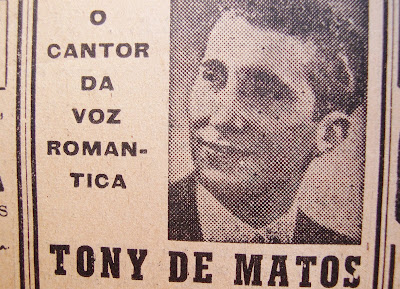 O
CANTOR
DA
VOZ
ROMAN-
TICA
TONY DE MATOS